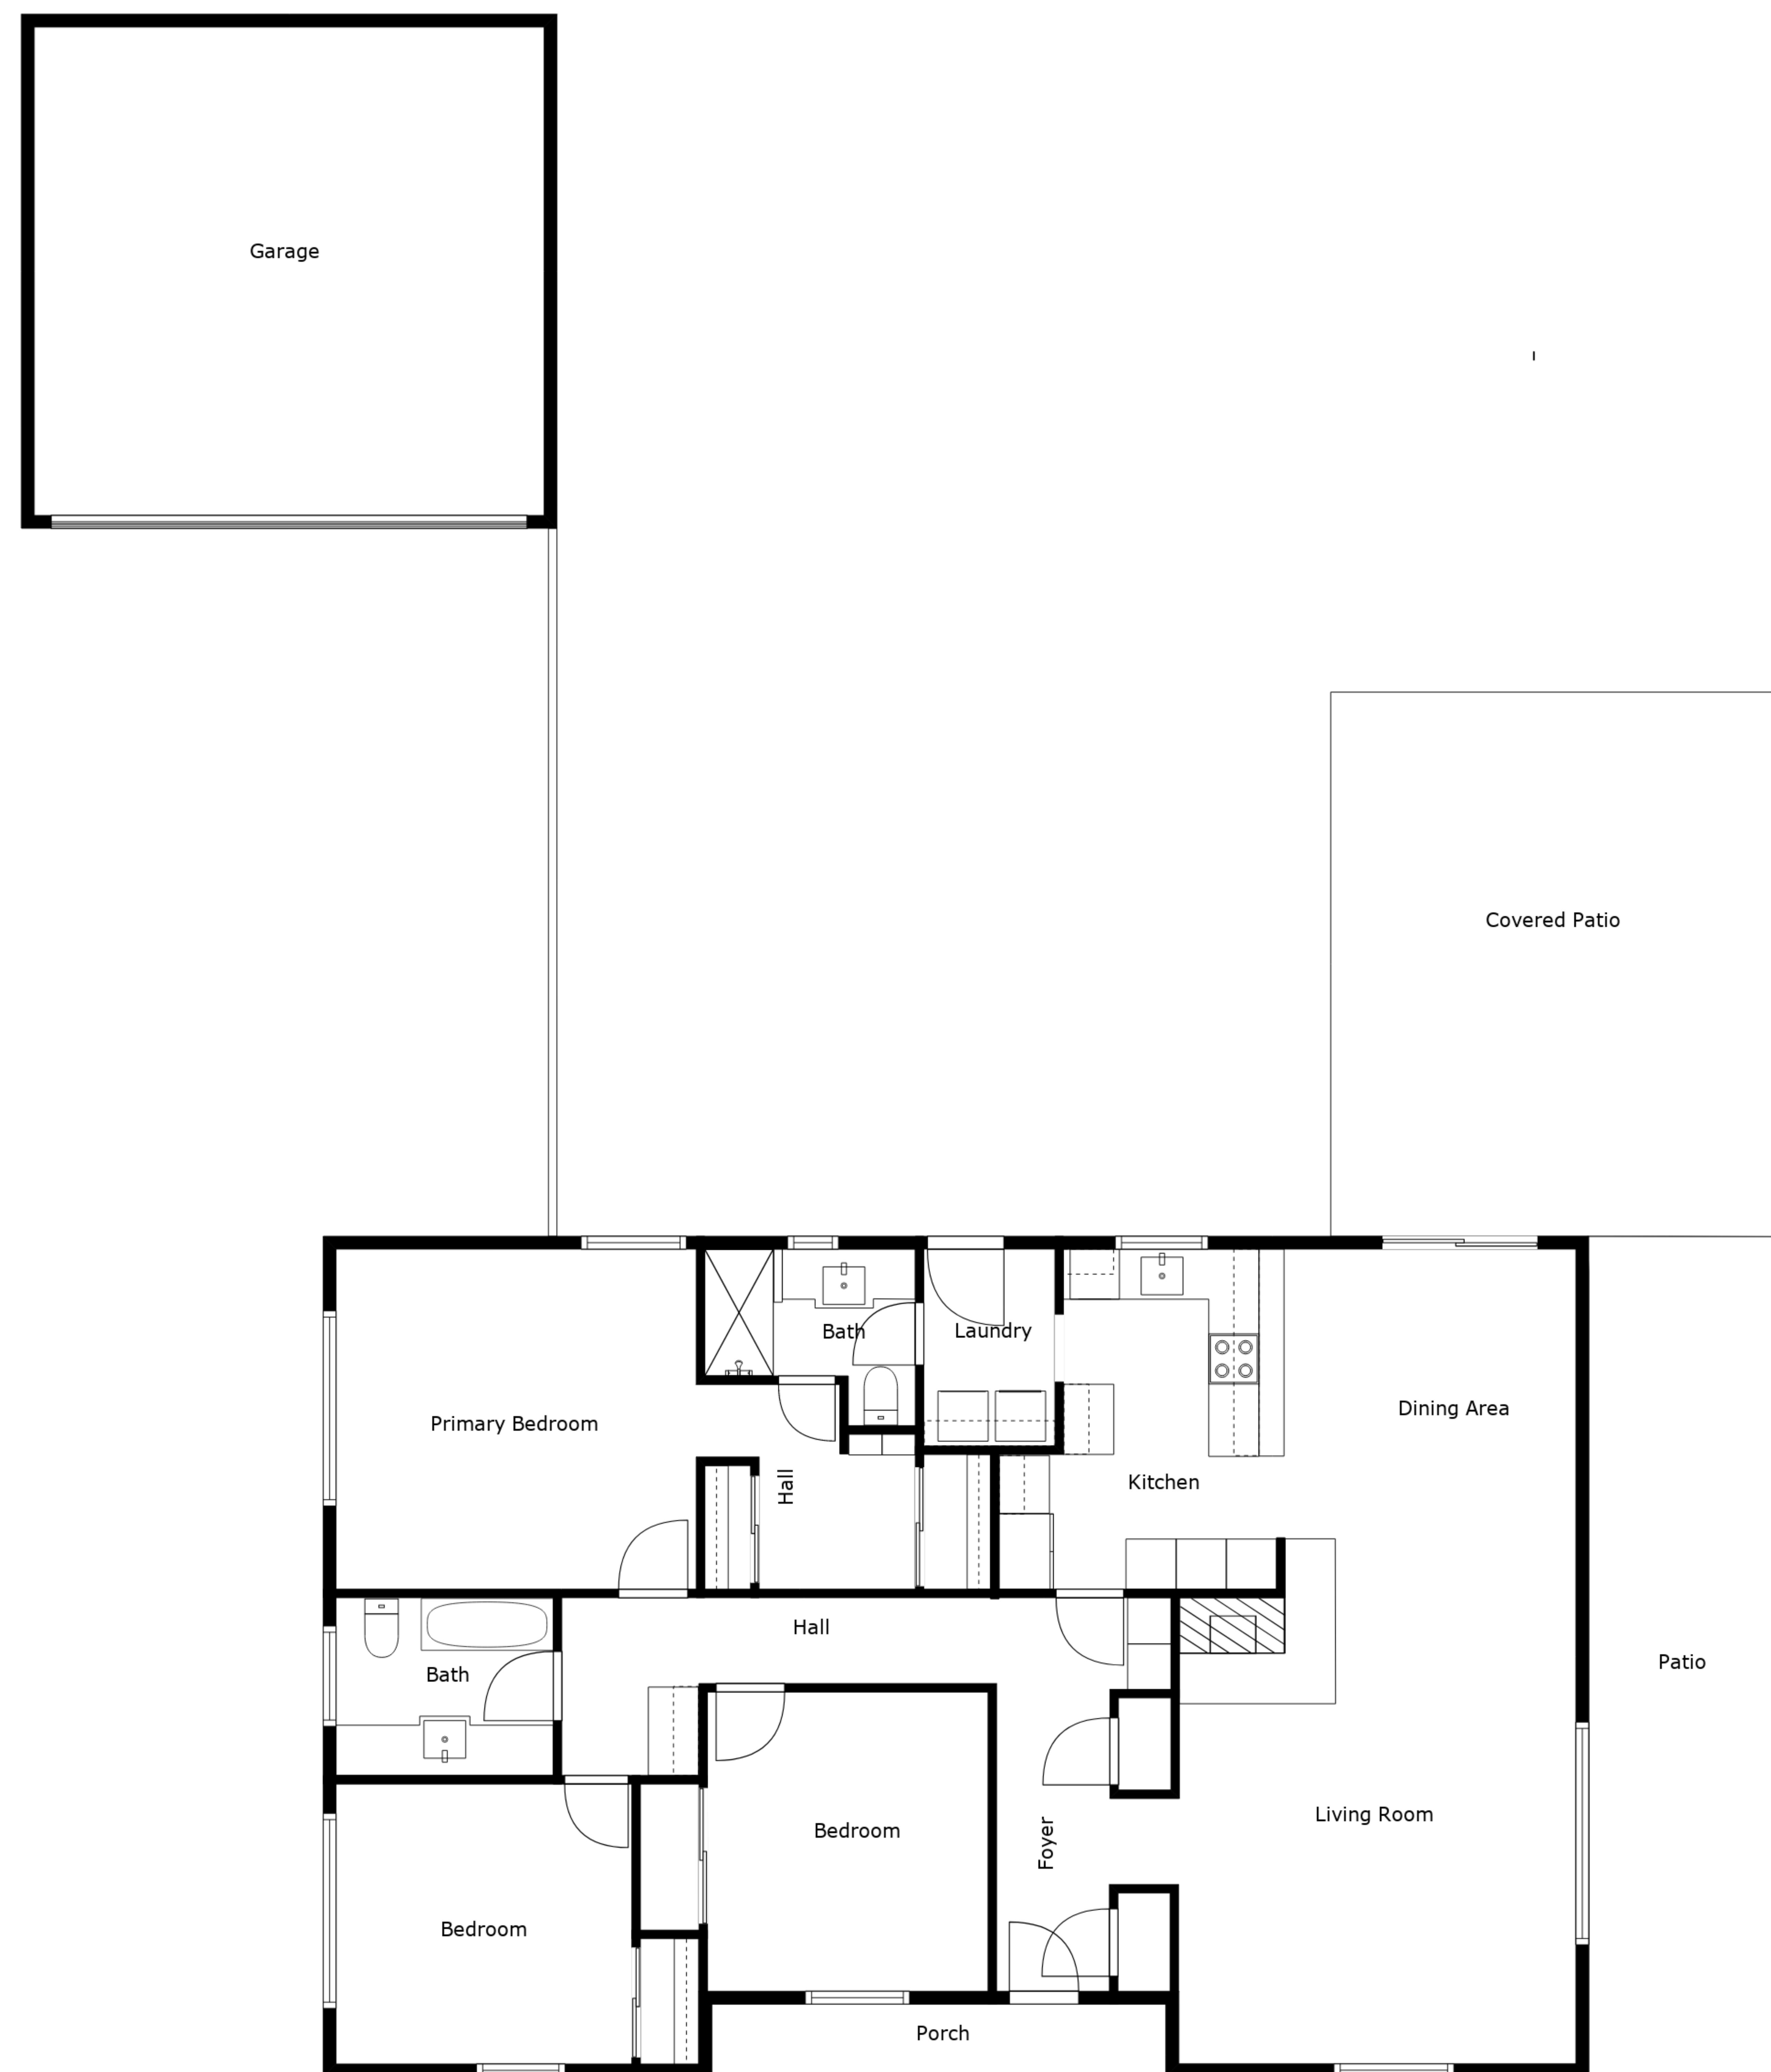 Garage
Covered Patio
Bath
Laundry
Dining Area
Primary Bedroom
Kitchen
Hall
Hall
Patio
Bath
Living Room
Bedroom
Foyer
Bedroom
Porch